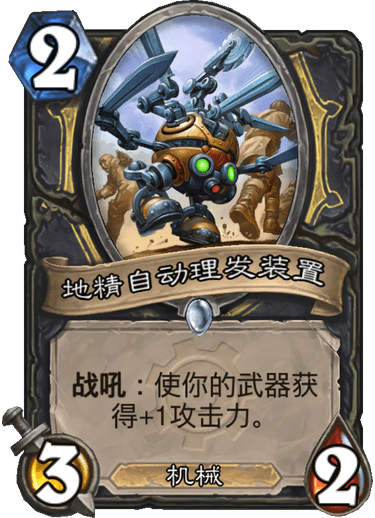 2
地精自动理发装置
战吼：使你的武器获
得+1攻击力。
3
机械
2